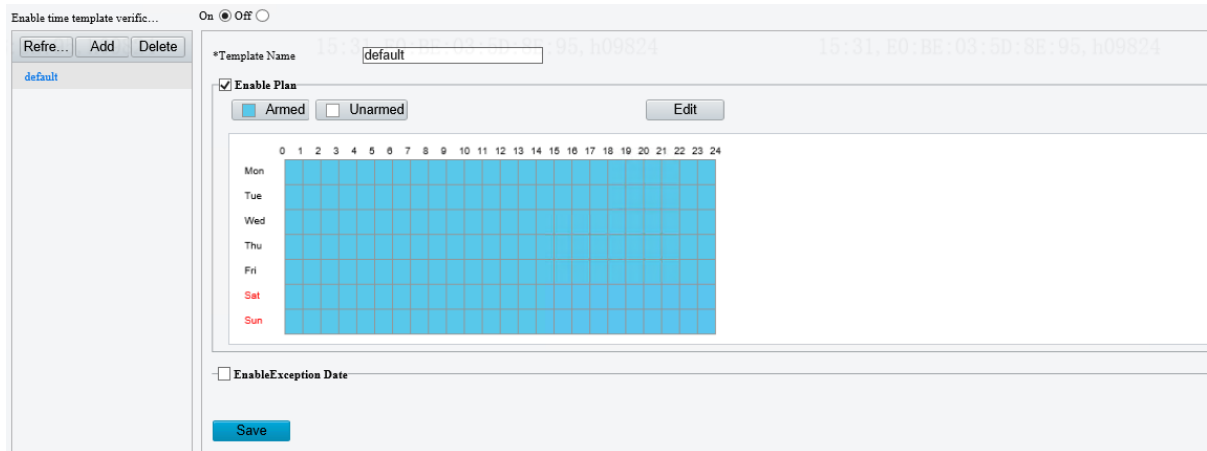 Enable time template verific... On Off
Refre... Add Delete
default
*Template Name default
15:31, E0:BE:03:5D:8E:95, h09824
15:31, E0:BE:03:5D:8E:95, h09824
Enable Plan
Armed Unarmed Edit
0 1 2 3 4 5 6 7 8 9 10 11 12 13 14 15 16 17 18 19 20 21 22 23 24
Mon
Tue
Wed
Thu
Fri
Sat
Sun
EnableException Date
Save